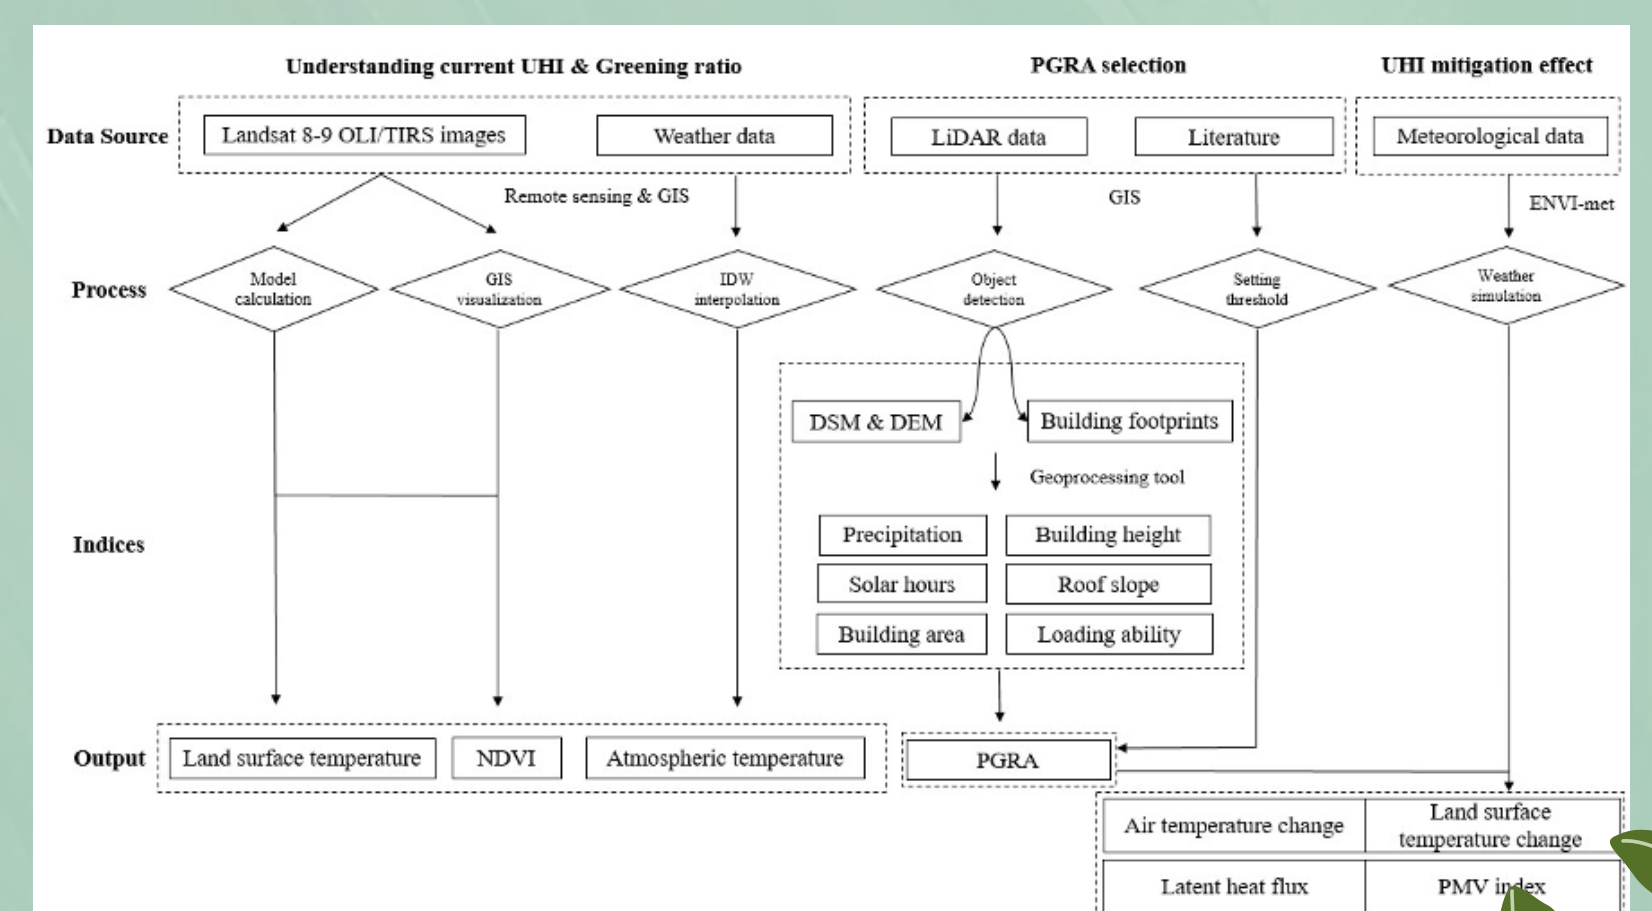 Understanding current UHI & Greening ratio
PGRA selection
UHI mitigation effect
Data Source
Landsat 8-9 OLI/TIRS images
Weather data
LiDAR data
Literature
Meteorological data
Remote sensing & GIS
GIS
ENVI-met
Process
Model
calculation
GIS
visualization
IDW
interpolation
Object
detection
Setting
threshold
Weather
simulation
DSM & DEM
Building footprints
Geoprocessing tool
Indices
Precipitation
Building height
Solar hours
Roof slope
Building area
Loading ability
Output
Land surface temperature
NDVI
Atmospheric temperature
PGRA
Air temperature change
Land surface
temperature change
Latent heat flux
PMV index